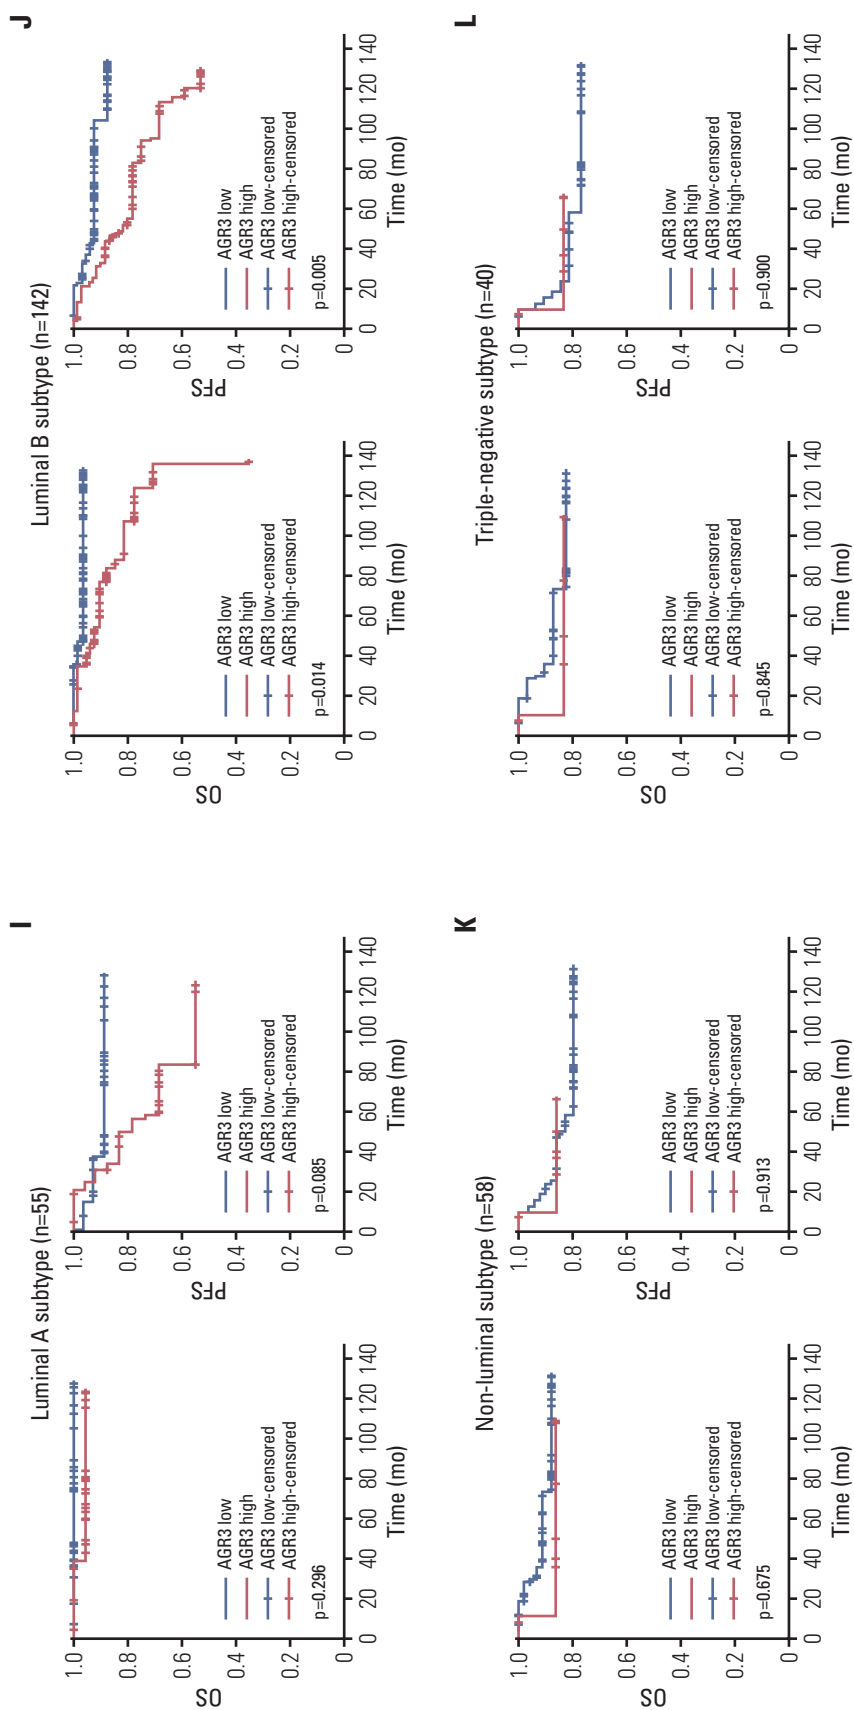 Luminal A subtype (n=55)
I
OS
1.0
0.8
0.6
0.4
0.2
0
AGR3 low
AGR3 high
AGR3 low-censored
AGR3 high-censored
p=0.296
0 20 40 60 80 100 120 140
Time (mo)
PFS
1.0
0.8
0.6
0.4
0.2
0
AGR3 low
AGR3 high
AGR3 low-censored
AGR3 high-censored
p=0.085
0 20 40 60 80 100 120 140
Time (mo)
Luminal B subtype (n=142)
J
OS
1.0
0.8
0.6
0.4
0.2
0
AGR3 low
AGR3 high
AGR3 low-censored
AGR3 high-censored
p=0.014
0 20 40 60 80 100 120 140
Time (mo)
PFS
1.0
0.8
0.6
0.4
0.2
0
AGR3 low
AGR3 high
AGR3 low-censored
AGR3 high-censored
p=0.005
0 20 40 60 80 100 120 140
Time (mo)
Non-luminal subtype (n=58)
K
OS
1.0
0.8
0.6
0.4
0.2
0
AGR3 low
AGR3 high
AGR3 low-censored
AGR3 high-censored
p=0.675
0 20 40 60 80 100 120 140
Time (mo)
PFS
1.0
0.8
0.6
0.4
0.2
0
AGR3 low
AGR3 high
AGR3 low-censored
AGR3 high-censored
p=0.913
0 20 40 60 80 100 120 140
Time (mo)
Triple-negative subtype (n=40)
L
OS
1.0
0.8
0.6
0.4
0.2
0
AGR3 low
AGR3 high
AGR3 low-censored
AGR3 high-censored
p=0.845
0 20 40 60 80 100 120 140
Time (mo)
PFS
1.0
0.8
0.6
0.4
0.2
0
AGR3 low
AGR3 high
AGR3 low-censored
AGR3 high-censored
p=0.900
0 20 40 60 80 100 120 140
Time (mo)